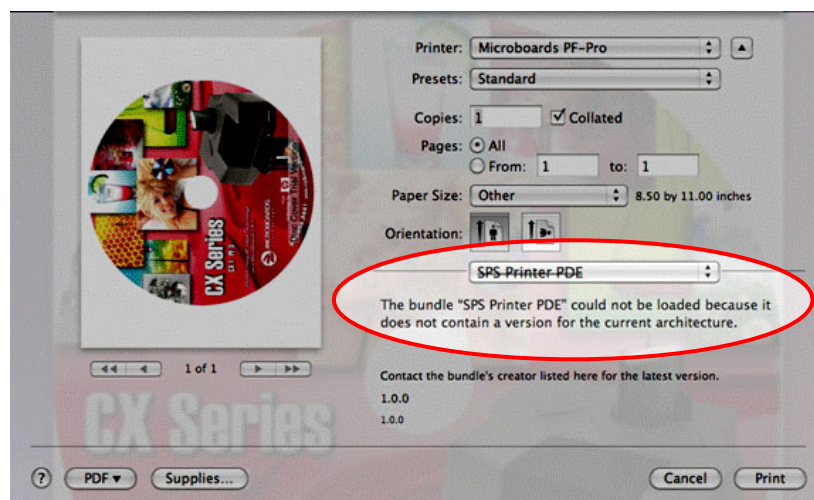 Printer: Microboards PF-Pro
Presets: Standard
Copies: 1 Collated
Pages: All
From: 1 to: 1
Paper Size: Other 8.50 by 11.00 inches
Orientation:
SPS Printer PDE
The bundle “SPS Printer PDE” could not be loaded because it
does not contain a version for the current architecture.
CX Series
MICROBOARDS
1 of 1
Contact the bundle's creator listed here for the latest version.
1.0.0
1.0.0
CX Series
? PDF Supplies... Cancel Print